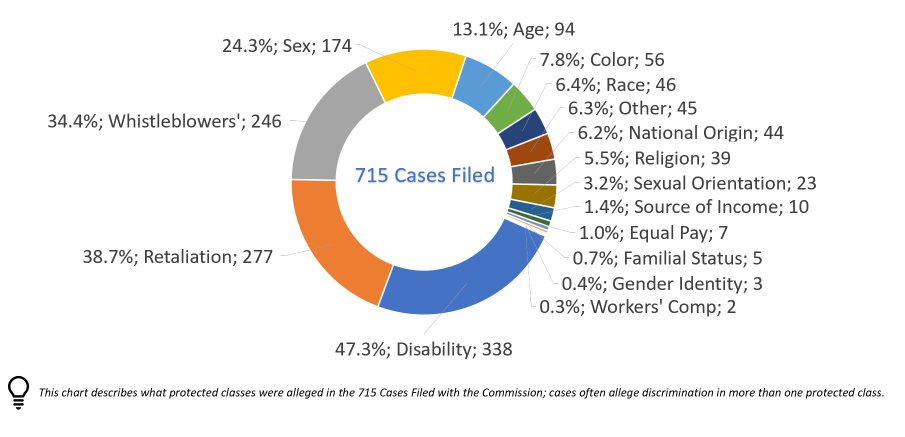 13.1%; Age; 94
24.3%; Sex; 174
7.8%; Color; 56
6.4%; Race; 46
6.3%; Other; 45
34.4%; Whistleblowers'; 246
6.2%; National Origin; 44
5.5%; Religion; 39
715 Cases Filed
3.2%; Sexual Orientation; 23
1.4%; Source of Income; 10
1.0%; Equal Pay; 7
38.7%; Retaliation; 277
0.7%; Familial Status; 5
0.4%; Gender Identity; 3
0.3%; Workers' Comp; 2
47.3%; Disability; 338
This chart describes what protected classes were alleged in the 715 Cases Filed with the Commission; cases often allege discrimination in more than one protected class.